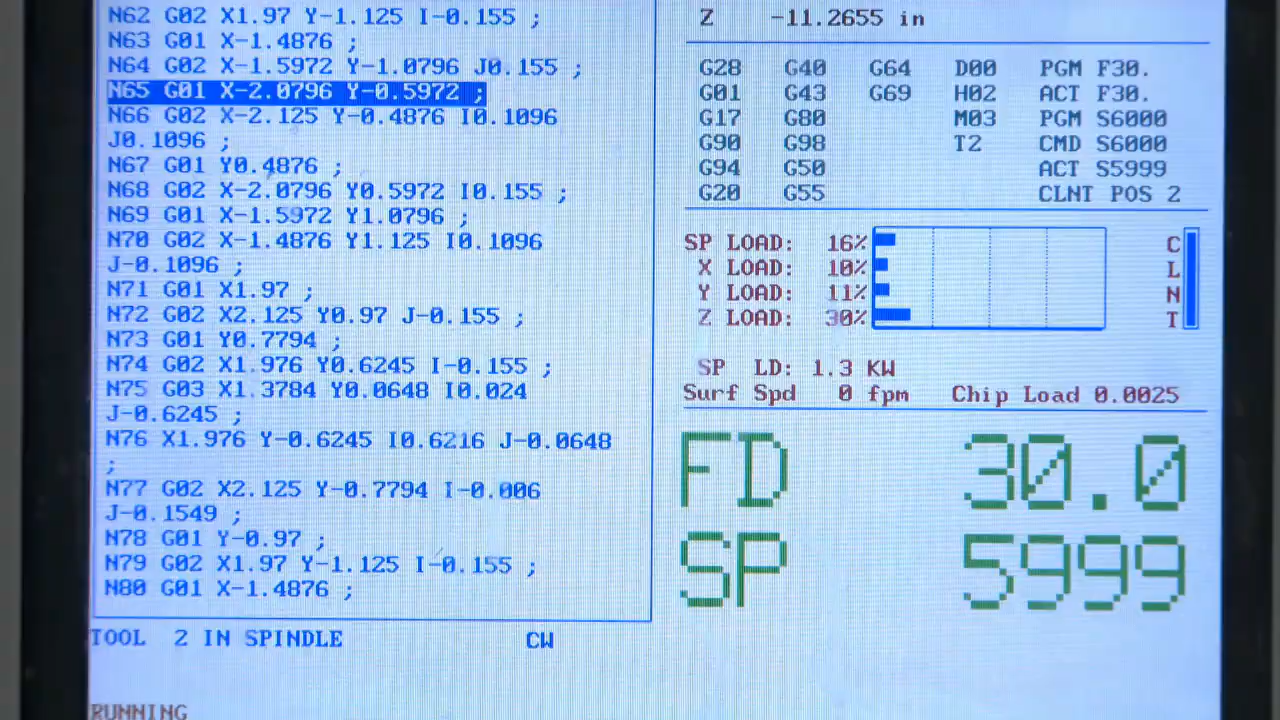 N62 G02 X1.97 Y-1.125 I-0.155 ;
N63 G01 X-1.4876 ;
N64 G02 X-1.5972 Y-1.0796 J0.155 ;
N65 G01 X-2.0796 Y-0.5972 ;
N66 G02 X-2.125 Y-0.4876 I0.1096
J0.1096 ;
N67 G01 Y0.4876 ;
N68 G02 X-2.0796 Y0.5972 I0.155 ;
N69 G01 X-1.5972 Y1.0796 ;
N70 G02 X-1.4876 Y1.125 I0.1096
J-0.1096 ;
N71 G01 X1.97 ;
N72 G02 X2.125 Y0.97 J-0.155 ;
N73 G01 Y0.7794 ;
N74 G02 X1.976 Y0.6245 I-0.155 ;
N75 G03 X1.3784 Y0.0648 I0.024
J-0.6245 ;
N76 X1.976 Y-0.6245 I0.6216 J-0.0648
;
N77 G02 X2.125 Y-0.7794 I-0.006
J-0.1549 ;
N78 G01 Y-0.97 ;
N79 G02 X1.97 Y-1.125 I-0.155 ;
N80 G01 X-1.4876 ;
TOOL 2 IN SPINDLE CW
RUNNING
Z -11.2655 in
G28 G40 G64 D00 PGM F30.
G01 G43 G69 H02 ACT F30.
G17 G80 M03 PGM S6000
G90 G98 T2 CMD S6000
G94 G50 ACT S5999
G20 G55 CLNT POS 2
SP LOAD: 16%
X LOAD: 10%
Y LOAD: 11%
Z LOAD: 30%
CLNT
SP LD: 1.3 KW
Surf Spd 0 fpm Chip Load 0.0025
FD 30.0
SP 5999